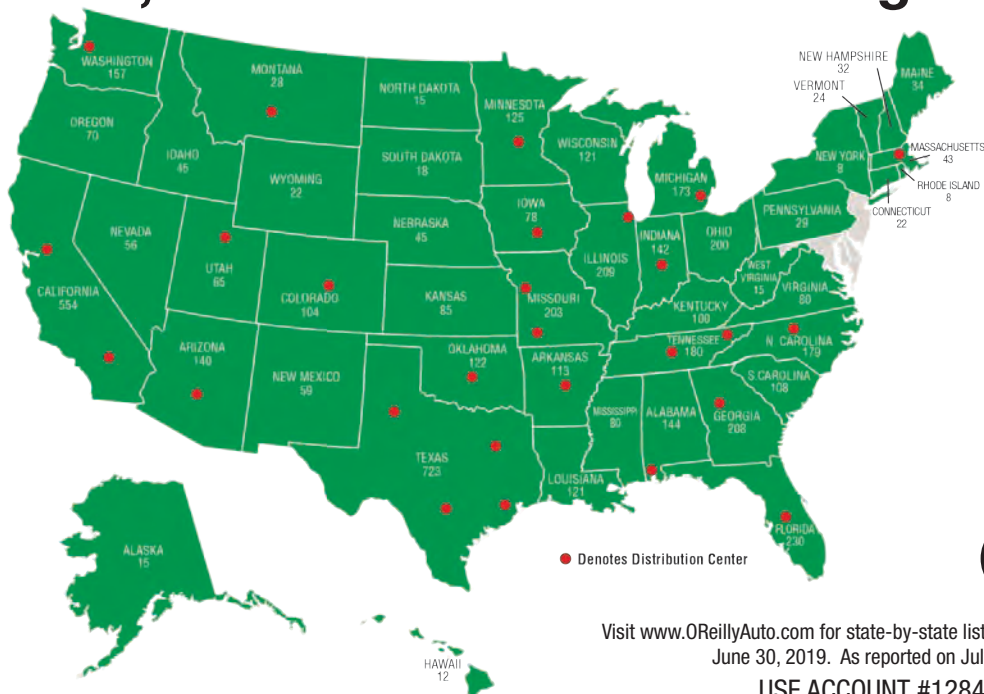 WASHINGTON
157
MONTANA
28
NORTH DAKOTA
15
MINNESOTA
125
NEW HAMPSHIRE
32
VERMONT
24
MAINE
34
OREGON
70
IDAHO
45
WISCONSIN
121
SOUTH DAKOTA
18
WYOMING
22
MICHIGAN
173
NEW YORK
8
MASSACHUSETTS
43
RHODE ISLAND
8
CONNECTICUT
22
NEVADA
56
NEBRASKA
45
IOWA
78
PENNSYLVANIA
29
UTAH
65
COLORADO
104
KANSAS
85
ILLINOIS
209
INDIANA
142
OHIO
200
WEST
VIRGINIA
15
VIRGINIA
80
CALIFORNIA
554
MISSOURI
203
KENTUCKY
100
ARIZONA
140
NEW MEXICO
59
OKLAHOMA
122
ARKANSAS
113
TENNESSEE
180
N. CAROLINA
179
S.CAROLINA
108
TEXAS
723
LOUISIANA
121
MISSISSIPPI
80
ALABAMA
144
GEORGIA
208
FLORIDA
230
ALASKA
15
HAWAII
12
Denotes Distribution Center
Visit www.OReillyAuto.com for state-by-state list
June 30, 2019. As reported on Jul
USE ACCOUNT #1284